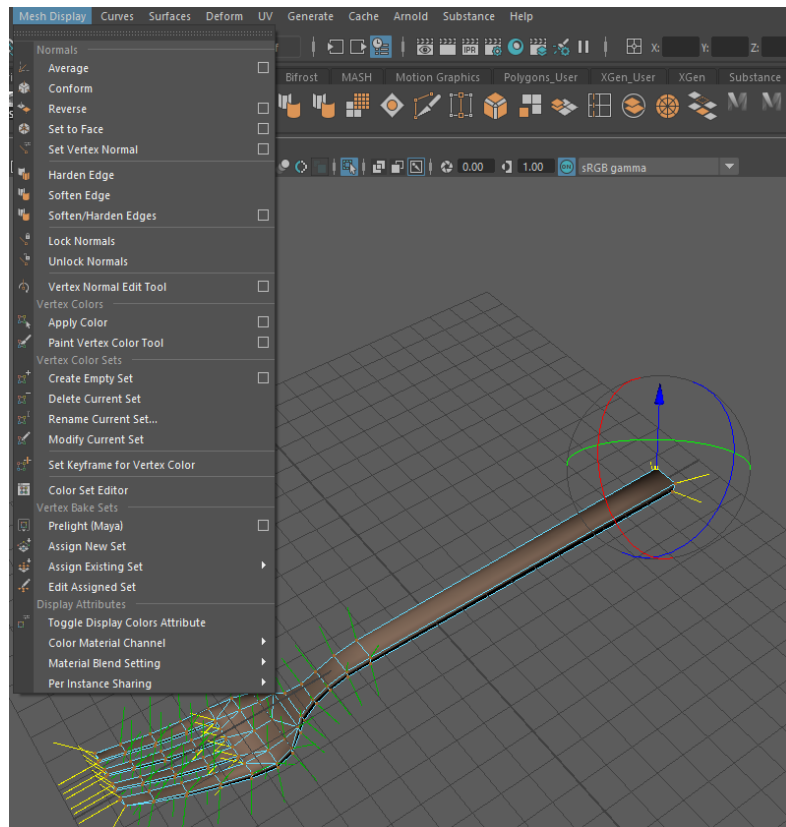 Mesh Display Curves Surfaces Deform UV Generate Cache Arnold Substance Help
IPR X: Y: Z:
Bifrost MASH Motion Graphics Polygons_User XGen_User XGen Substance
0.00 1.00 ON sRGB gamma
Normals
Average
Conform
Reverse
Set to Face
Set Vertex Normal
Harden Edge
Soften Edge
Soften/Harden Edges
Lock Normals
Unlock Normals
Vertex Normal Edit Tool
Vertex Colors
Apply Color
Paint Vertex Color Tool
Vertex Color Sets
Create Empty Set
Delete Current Set
Rename Current Set...
Modify Current Set
Set Keyframe for Vertex Color
Color Set Editor
Vertex Bake Sets
Prelight (Maya)
Assign New Set
Assign Existing Set
Edit Assigned Set
Display Attributes
Toggle Display Colors Attribute
Color Material Channel
Material Blend Setting
Per Instance Sharing